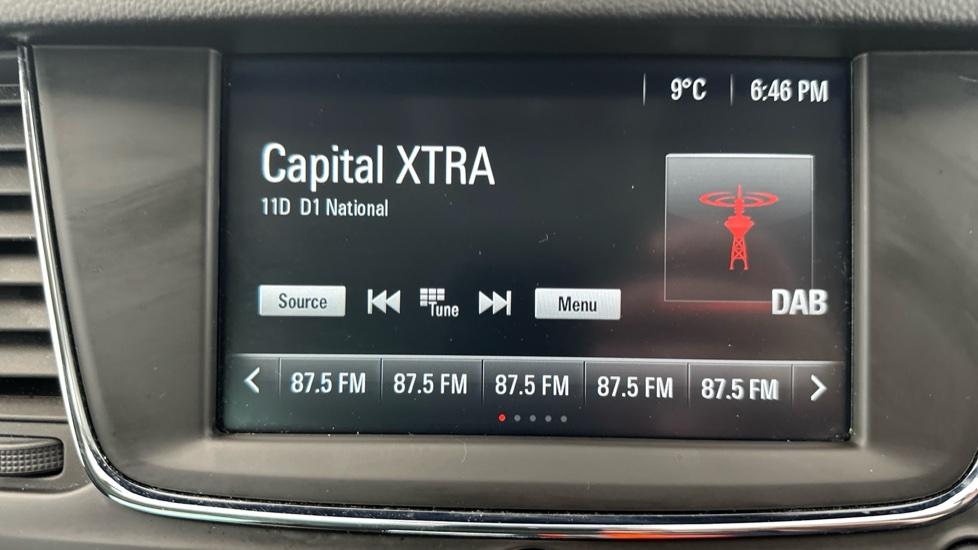 9°C 6:46 PM
Capital XTRA
11D D1 National
DAB
Source Tune Menu
87.5 FM 87.5 FM 87.5 FM 87.5 FM 87.5 FM